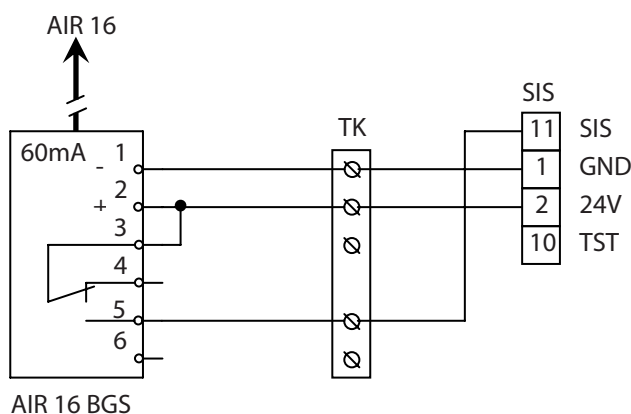 AIR 16
SIS
TK
11 SIS
60mA 1
-
1 GND
2
+
2 24V
3
10 TST
4
5
6
AIR 16 BGS